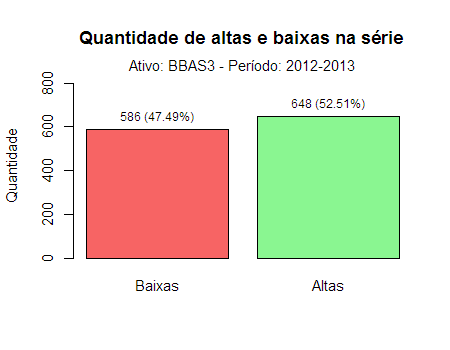 Quantidade de altas e baixas na série
Ativo: BBAS3 - Período: 2012-2013
Quantidade
800
600
400
200
0
586 (47.49%)
648 (52.51%)
Baixas
Altas